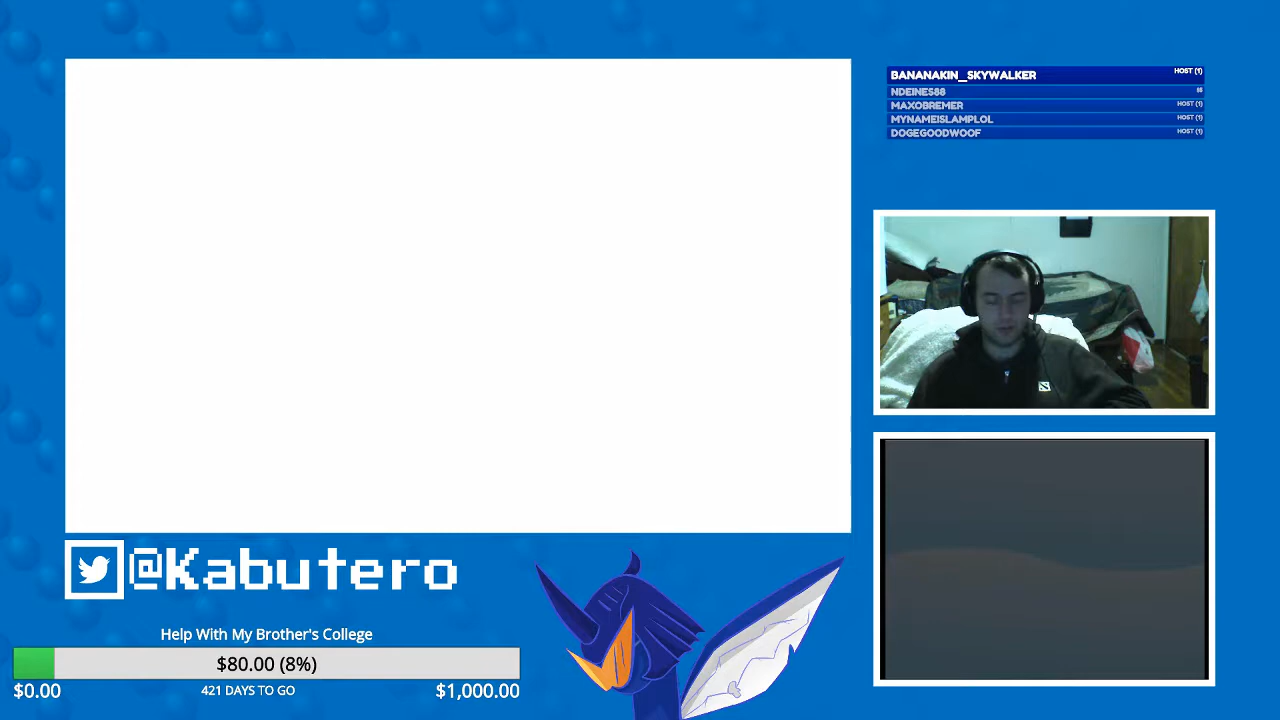 BANANAKIN_SKYWALKER HOST (1)
NDEINES88
MAXOBREMER HOST (1)
MYNAMEISLAMPLOL HOST (1)
DOGEGOODWOOF HOST (1)
@Kabutero
Help With My Brother's College
$80.00 (8%)
$0.00 421 DAYS TO GO $1,000.00